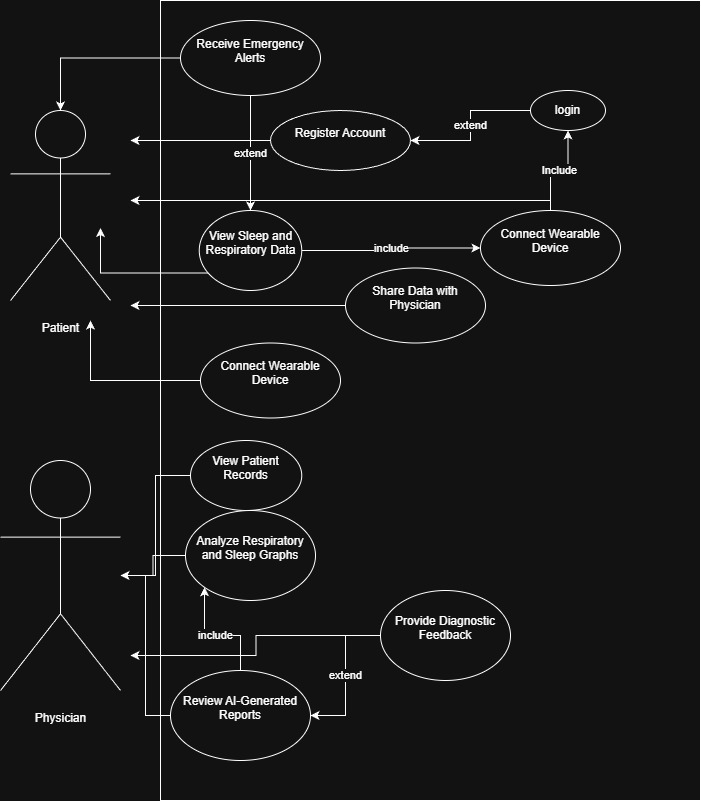 Receive Emergency
Alerts
login
extend
Register Account
extend
Include
View Sleep and
Respiratory Data
include
Connect Wearable
Device
Share Data with
Physician
Patient
Connect Wearable
Device
View Patient
Records
Analyze Respiratory
and Sleep Graphs
Provide Diagnostic
Feedback
include
extend
Review AI-Generated
Reports
Physician